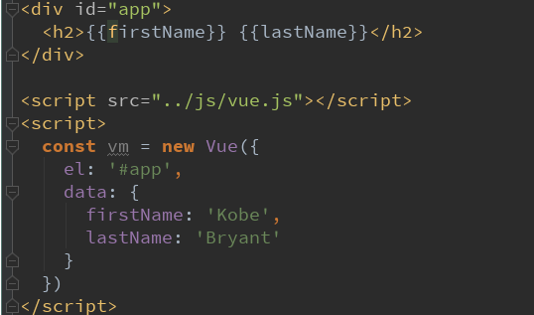 <div id="app">
  <h2>{{firstName}} {{lastName}}</h2>
</div>

<script src="../js/vue.js"></script>
<script>
  const vm = new Vue({
    el: '#app',
    data: {
      firstName: 'Kobe',
      lastName: 'Bryant'
    }
  })
</script>